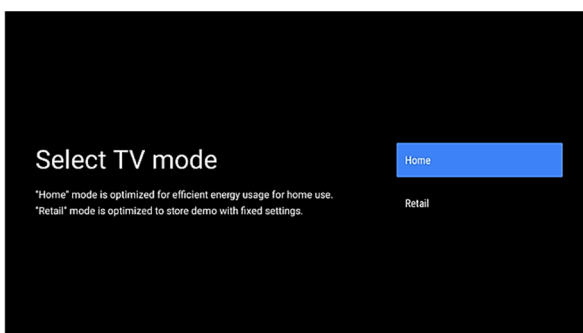 Select TV mode
"Home" mode is optimized for efficient energy usage for home use.
"Retail" mode is optimized to store demo with fixed settings.
Home
Retail